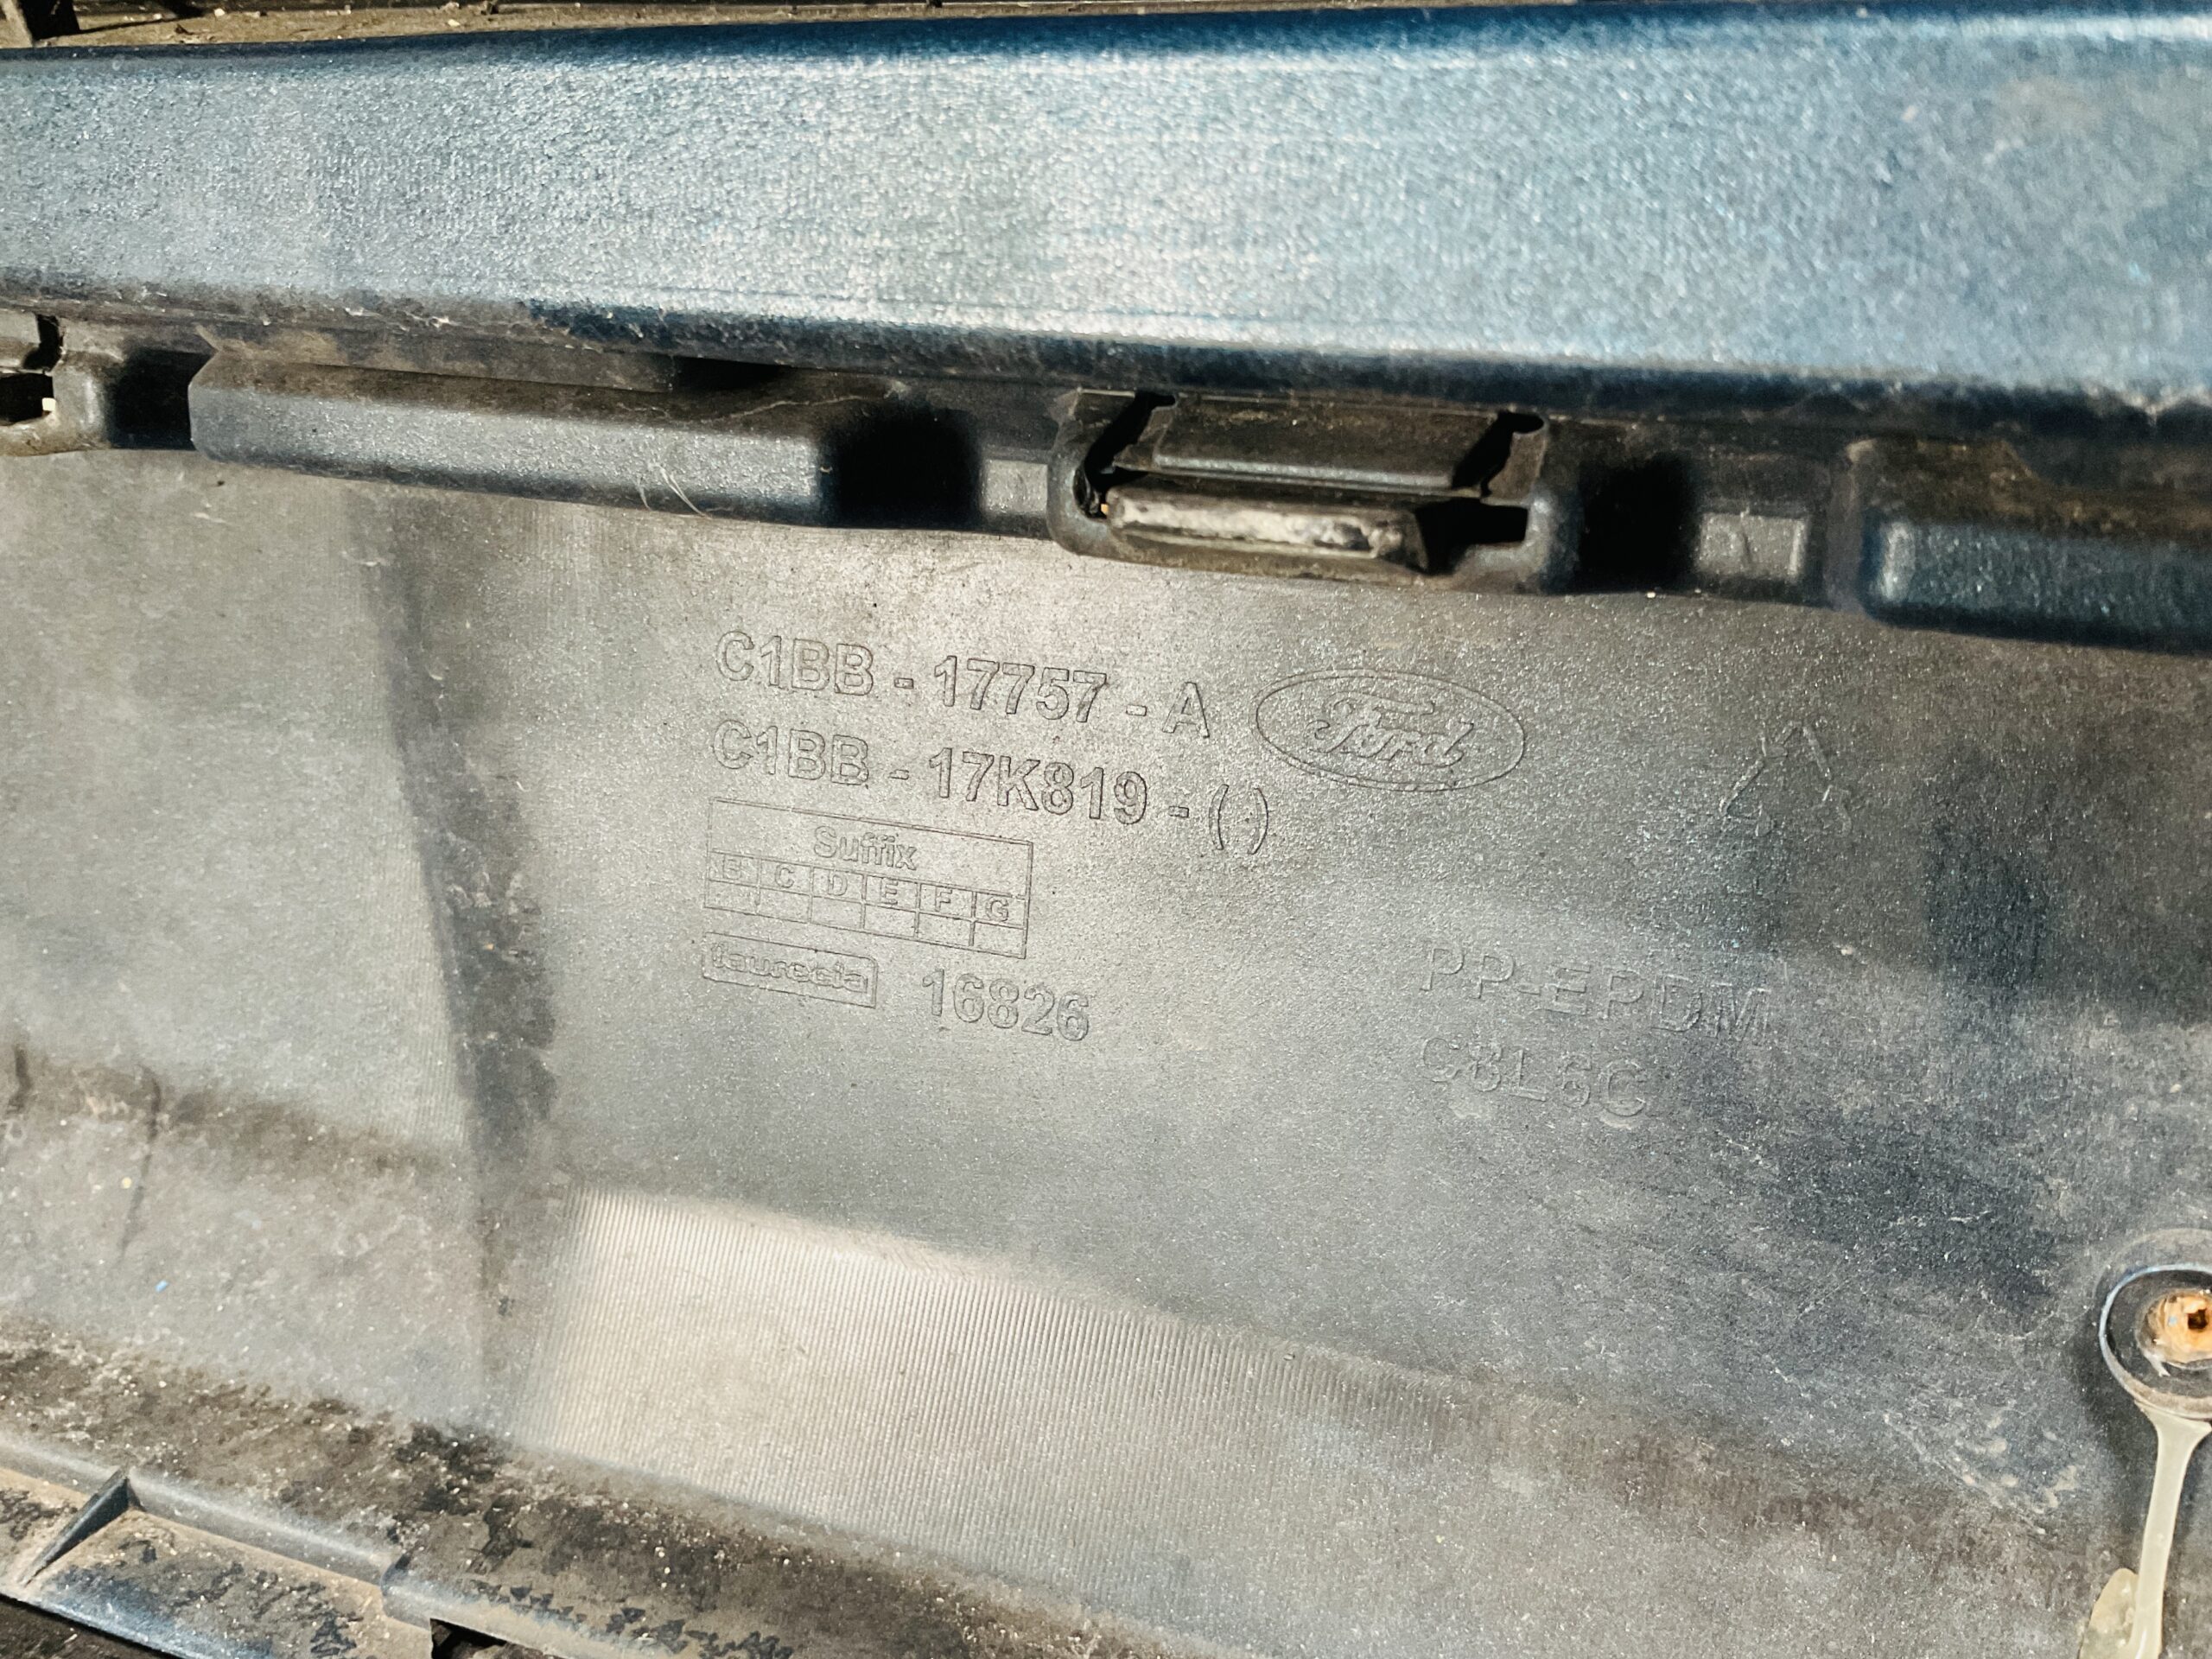 C1BB - 17757 - A
Ford
C1BB - 17K819 - ( )
Suffix
B C D E F G
faurecia 16826
PP-EPDM